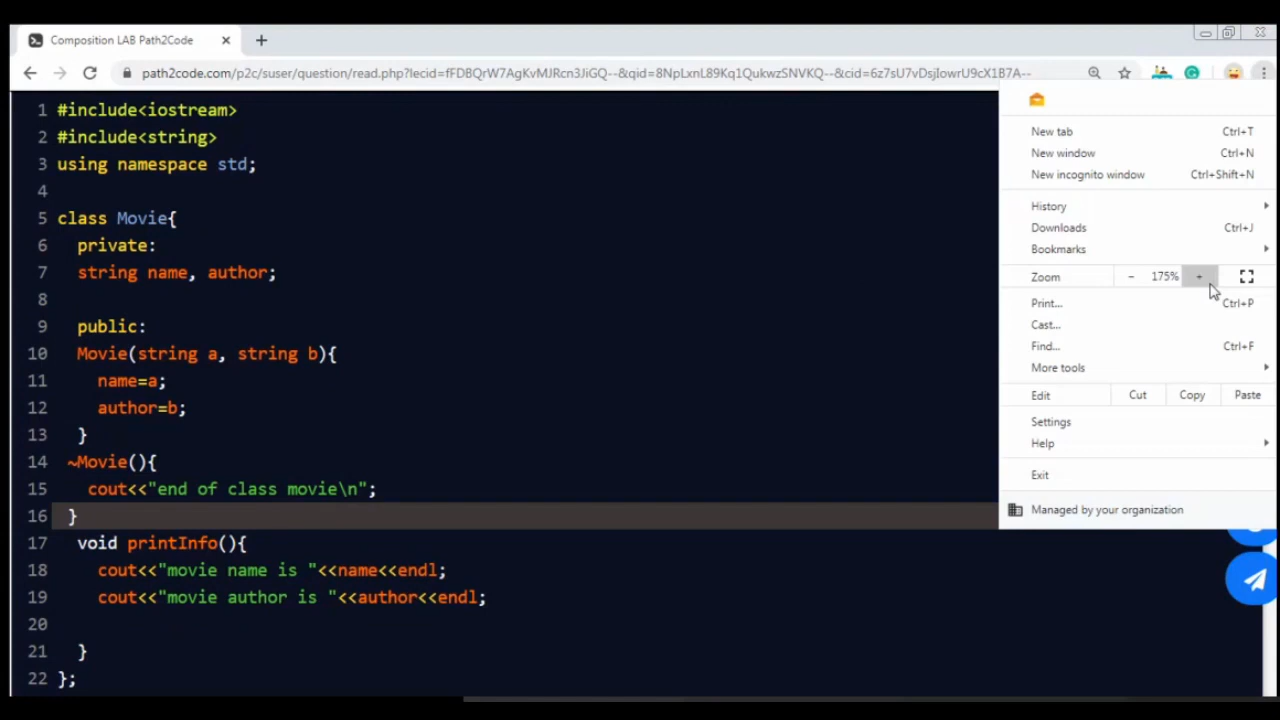 Composition LAB Path2Code
path2code.com/p2c/suser/question/read.php?lecid=fFDBQrW7AgKvMJRcn3JiGQ--&qid=8NpLxnL89Kq1QukwzSNVKQ--&cid=6z7sU7vDsjIowrU9cX1B7A--
1 #include<iostream>
2 #include<string>
3 using namespace std;
4
5 class Movie{
6 private:
7 string name, author;
8
9 public:
10 Movie(string a, string b){
11 name=a;
12 author=b;
13 }
14 ~Movie(){
15 cout<<"end of class movie\n";
16 }
17 void printInfo(){
18 cout<<"movie name is "<<name<<endl;
19 cout<<"movie author is "<<author<<endl;
20
21 }
22 };
New tab Ctrl+T
New window Ctrl+N
New incognito window Ctrl+Shift+N
History
Downloads Ctrl+J
Bookmarks
Zoom − 175% +
Print... Ctrl+P
Cast...
Find... Ctrl+F
More tools
Edit Cut Copy Paste
Settings
Help
Exit
Managed by your organization